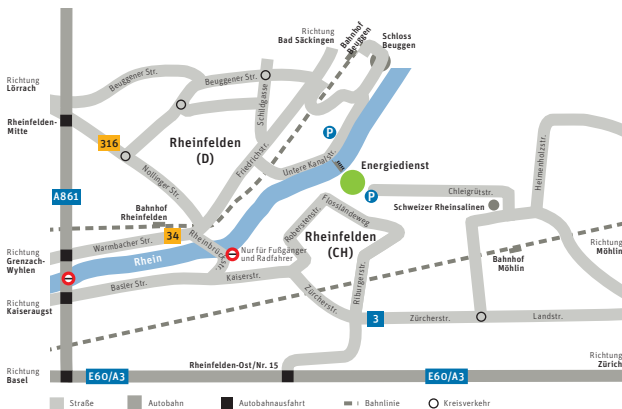 Richtung
Bad Säckingen
Bahnhof
Beuggen
Schloss
Beuggen
Richtung
Lörrach
Beuggener Str.
Beuggener Str.
Schildgasse
Rheinfelden-
Mitte
316
Rheinfelden
(D)
P
Friedrichstr.
Untere Kanalstr.
Energiedienst
Nollinger Str.
Heimenholzstr.
A861
P
Chleigrütstr.
Schweizer Rheinsalinen
Bahnhof
Rheinfelden
34
Roberstenstr.
Flosslândeweg
Rheinfelden
(CH)
Warmbacher Str.
Rheinbrückstr.
Nur für Fußgänger
und Radfahrer
Richtung
Grenzach-
Wyhlen
Rhein
Richtung
Möhlin
Bahnhof
Möhlin
Basler Str.
Kaiserstr.
Riburgerstr.
Richtung
Kaiseraugst
Zürcherstr.
3
Zürcherstr.
Landstr.
Rheinfelden-Ost/Nr. 15
Richtung
Basel
E60/A3
E60/A3
Richtung
Zürich
Straße
Autobahn
Autobahnausfahrt
Bahnlinie
Kreisverkehr